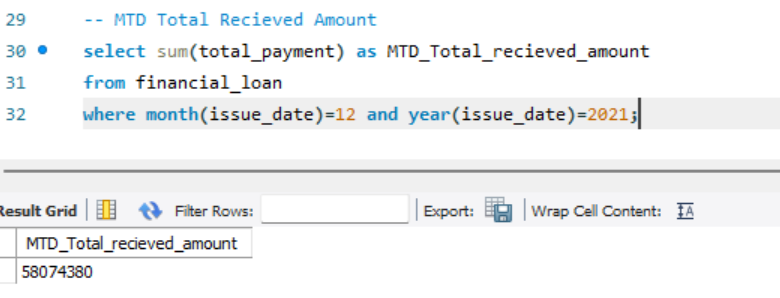 29 -- MTD Total Recieved Amount
30 select sum(total_payment) as MTD_Total_recieved_amount
31 from financial_loan
32 where month(issue_date)=12 and year(issue_date)=2021;
Result Grid Filter Rows: Export: Wrap Cell Content: IA
MTD_Total_recieved_amount
58074380